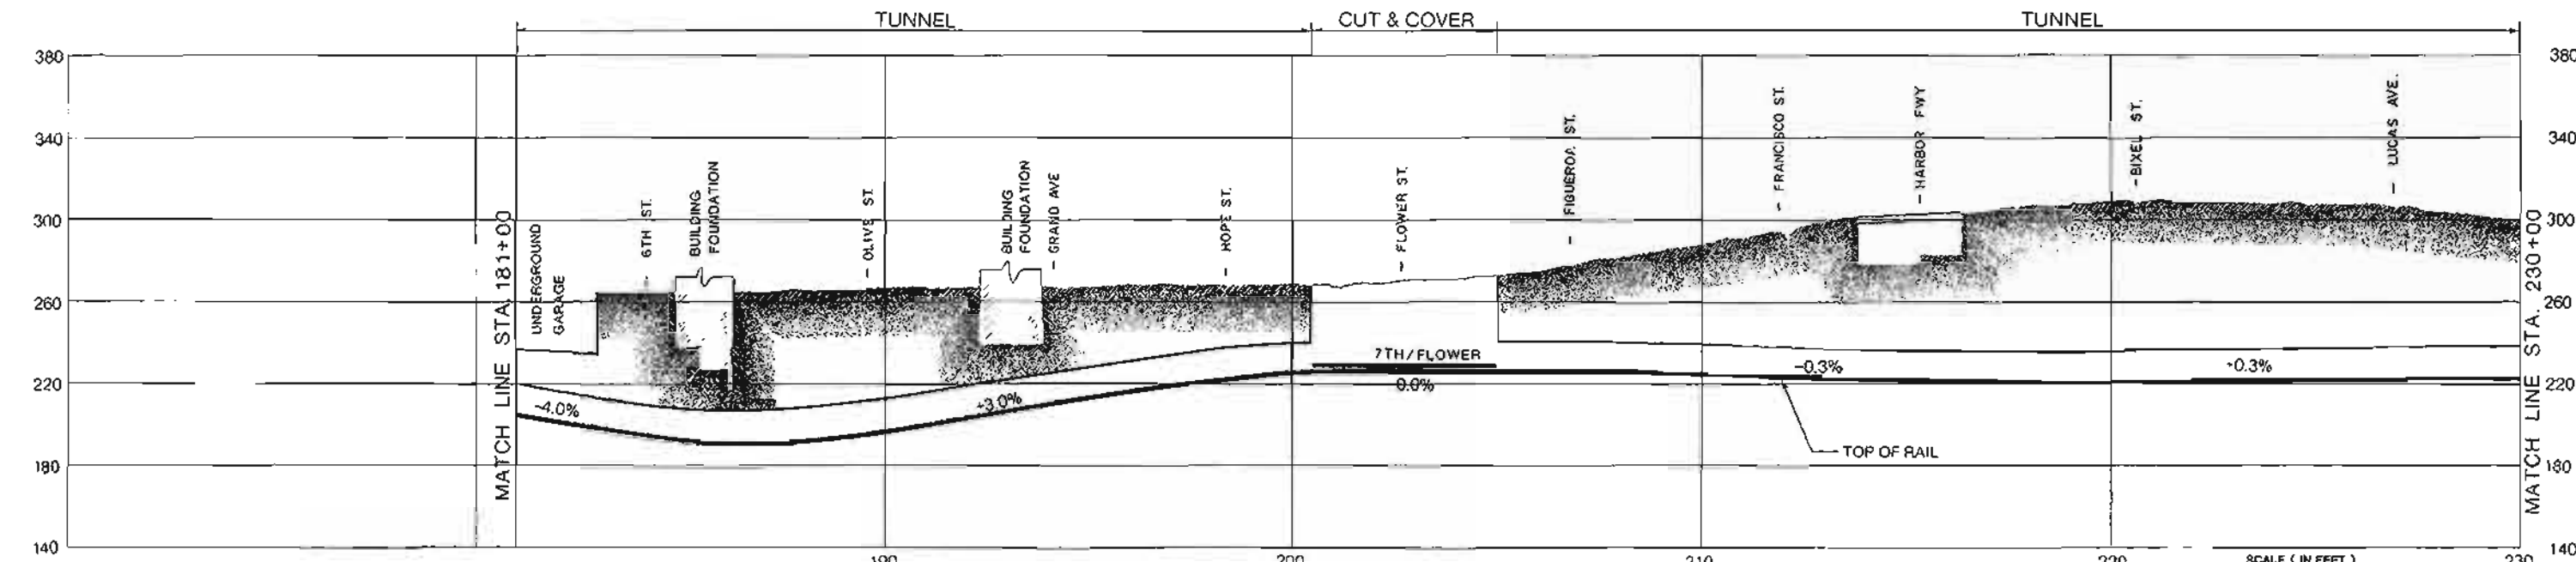 TUNNEL
CUT & COVER
TUNNEL
380
380
340
340
300
300
260
260
220
220
180
180
140
140
MATCH LINE STA. 181+00
UNDERGROUND
GARAGE
6TH ST.
BUILDING
FOUNDATION
OLIVE ST.
BUILDING
FOUNDATION
GRAND AVE
HOPE ST.
FLOWER ST.
FIGUEROA ST.
FRANCISCO ST.
HARBOR FWY
BIXEL ST.
LUCAS AVE.
MATCH LINE STA. 230+00
-4.0%
+3.0%
7TH/FLOWER
0.0%
-0.3%
+0.3%
TOP OF RAIL
190
200
210
220
SCALE (IN FEET)
230